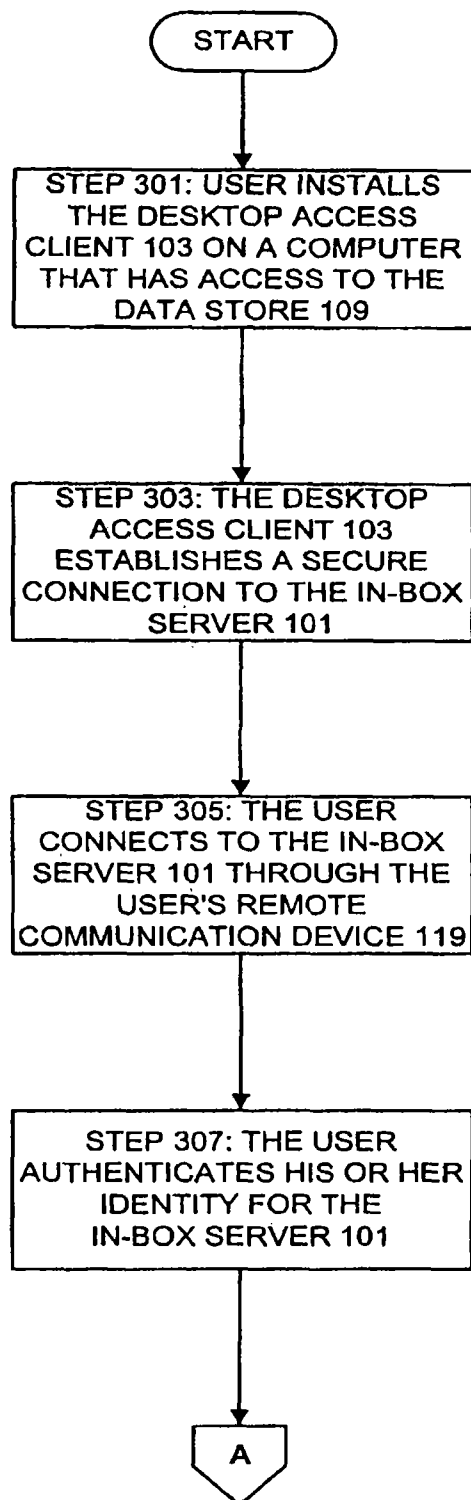 START
STEP 301: USER INSTALLS
THE DESKTOP ACCESS
CLIENT 103 ON A COMPUTER
THAT HAS ACCESS TO THE
DATA STORE 109
STEP 303: THE DESKTOP
ACCESS CLIENT 103
ESTABLISHES A SECURE
CONNECTION TO THE IN-BOX
SERVER 101
STEP 305: THE USER
CONNECTS TO THE IN-BOX
SERVER 101 THROUGH THE
USER'S REMOTE
COMMUNICATION DEVICE 119
STEP 307: THE USER
AUTHENTICATES HIS OR HER
IDENTITY FOR THE
IN-BOX SERVER 101
A